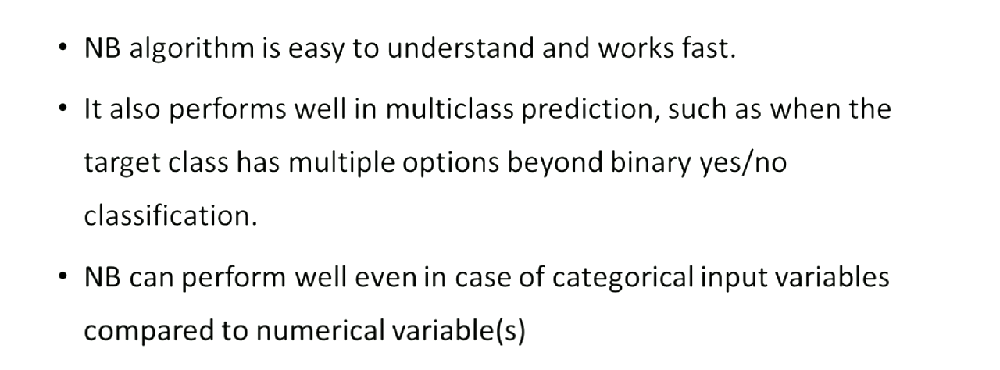 • NB algorithm is easy to understand and works fast.
• It also performs well in multiclass prediction, such as when the
target class has multiple options beyond binary yes/no
classification.
• NB can perform well even in case of categorical input variables
compared to numerical variable(s)